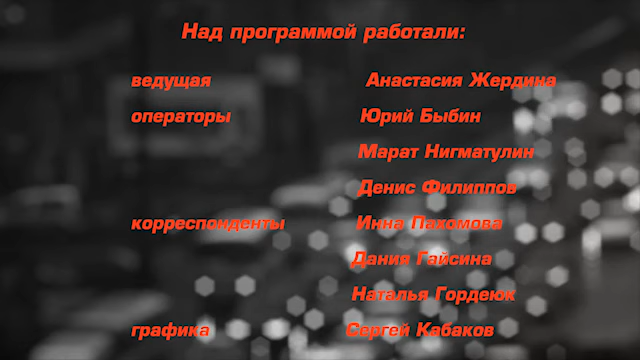 Над программой работали:
ведущая Анастасия Жердина
операторы Юрий Быбин
Марат Нигматулин
Денис Филиппов
корреспонденты Инна Пахомова
Дания Гайсина
Наталья Гордеюк
графика Сергей Кабаков